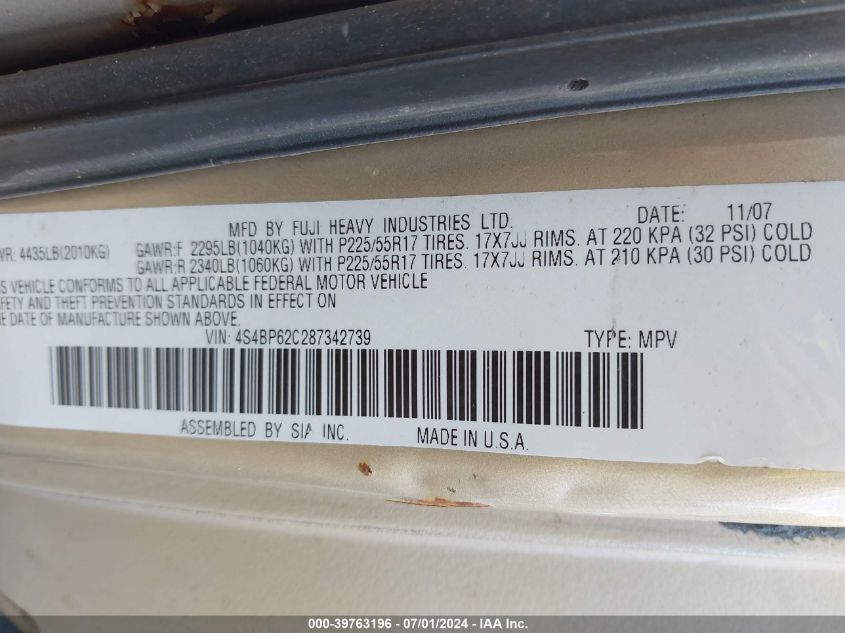 MFD BY FUJI HEAVY INDUSTRIES LTD. DATE: 11/07
WR: 4435LB(2010KG) GAWR:F 2295LB(1040KG) WITH P225/55R17 TIRES. 17X7JJ RIMS. AT 220 KPA (32 PSI) COLD
GAWR:R 2340LB(1060KG) WITH P225/55R17 TIRES. 17X7JJ RIMS. AT 210 KPA (30 PSI) COLD
S VEHICLE CONFORMS TO ALL APPLICABLE FEDERAL MOTOR VEHICLE
FETY AND THEFT PREVENTION STANDARDS IN EFFECT ON
E DATE OF MANUFACTURE SHOWN ABOVE.
VIN: 4S4BP62C287342739 TYPE: MPV
ASSEMBLED BY SIA INC. MADE IN U.S.A.
000-39763196 - 07/01/2024 - IAA Inc.